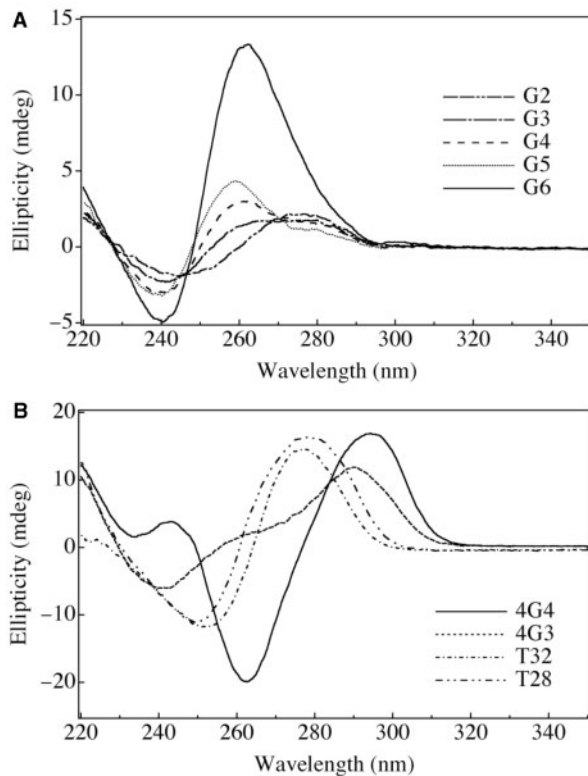 A
15
10
5
0
−5
Ellipticity (mdeg)
G2
G3
G4
G5
G6
220 240 260 280 300 320 340
Wavelength (nm)
B
20
10
0
−10
−20
Ellipticity (mdeg)
4G4
4G3
T32
T28
220 240 260 280 300 320 340
Wavelength (nm)